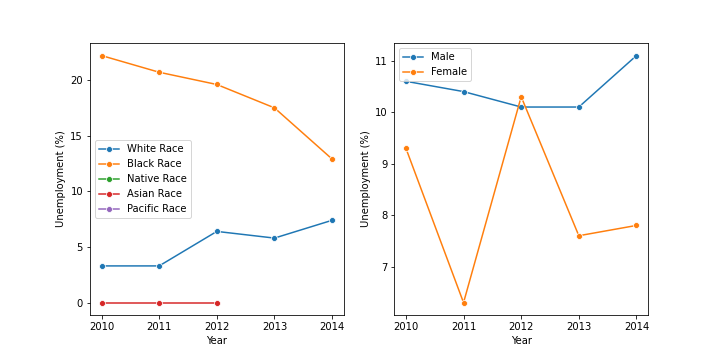 20
15
10
5
0
Unemployment (%)
White Race
Black Race
Native Race
Asian Race
Pacific Race
2010 2011 2012 2013 2014
Year
11
10
9
8
7
Unemployment (%)
Male
Female
2010 2011 2012 2013 2014
Year